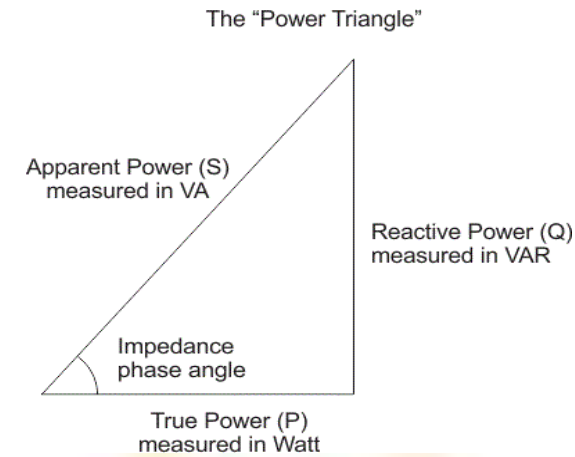 The “Power Triangle”
Apparent Power (S)
measured in VA
Reactive Power (Q)
measured in VAR
Impedance
phase angle
True Power (P)
measured in Watt